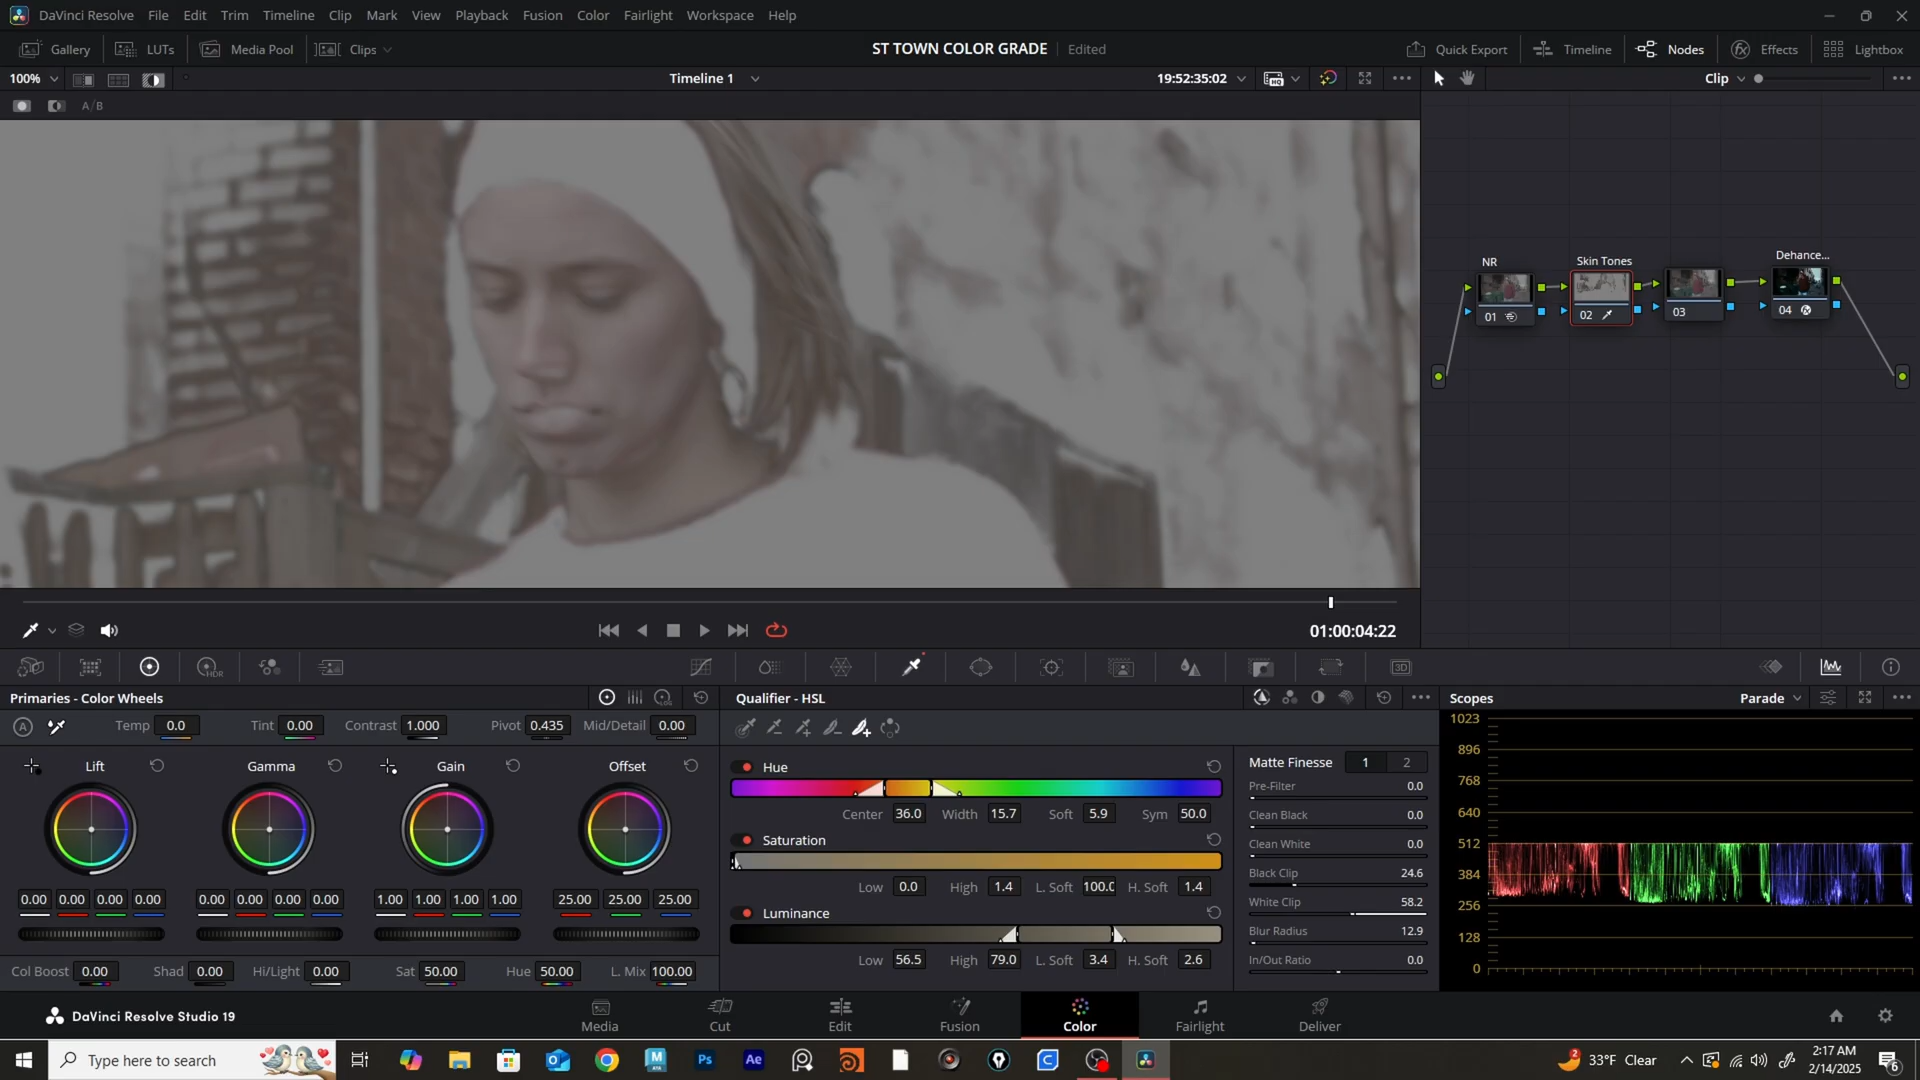 DaVinci Resolve File Edit Trim Timeline Clip Mark View Playback Fusion Color Fairlight Workspace Help
Gallery LUTs Media Pool Clips ST TOWN COLOR GRADE Edited Quick Export Timeline Nodes Effects Lightbox
100% Timeline 1 19:52:35:02 Clip
A/B
NR Skin Tones Dehance...
01 02 03 04
01:00:04:22
Primaries - Color Wheels Qualifier - HSL Scopes Parade
Temp 0.0 Tint 0.00 Contrast 1.000 Pivot 0.435 Mid/Detail 0.00
Lift Gamma Gain Offset
0.00 0.00 0.00 0.00 0.00 0.00 0.00 0.00 1.00 1.00 1.00 1.00 25.00 25.00 25.00
Col Boost 0.00 Shad 0.00 Hi/Light 0.00 Sat 50.00 Hue 50.00 L. Mix 100.00
Hue
Center 36.0 Width 15.7 Soft 5.9 Sym 50.0
Saturation
Low 0.0 High 1.4 L. Soft 100.0 H. Soft 1.4
Luminance
Low 56.5 High 79.0 L. Soft 3.4 H. Soft 2.6
Matte Finesse 1 2
Pre-Filter 0.0
Clean Black 0.0
Clean White 0.0
Black Clip 24.6
White Clip 58.2
Blur Radius 12.9
In/Out Ratio 0.0
1023
896
768
640
512
384
256
128
0
DaVinci Resolve Studio 19 Media Cut Edit Fusion Color Fairlight Deliver
Type here to search 33°F Clear 2:17 AM
2/14/2025